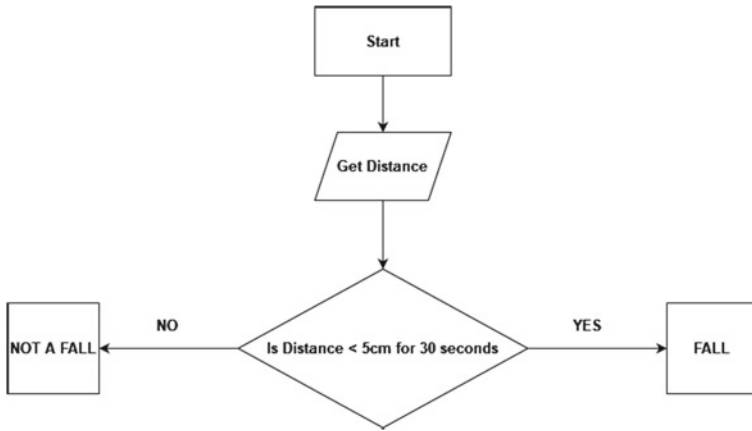 Start
Get Distance
NO
YES
NOT A FALL
Is Distance < 5cm for 30 seconds
FALL